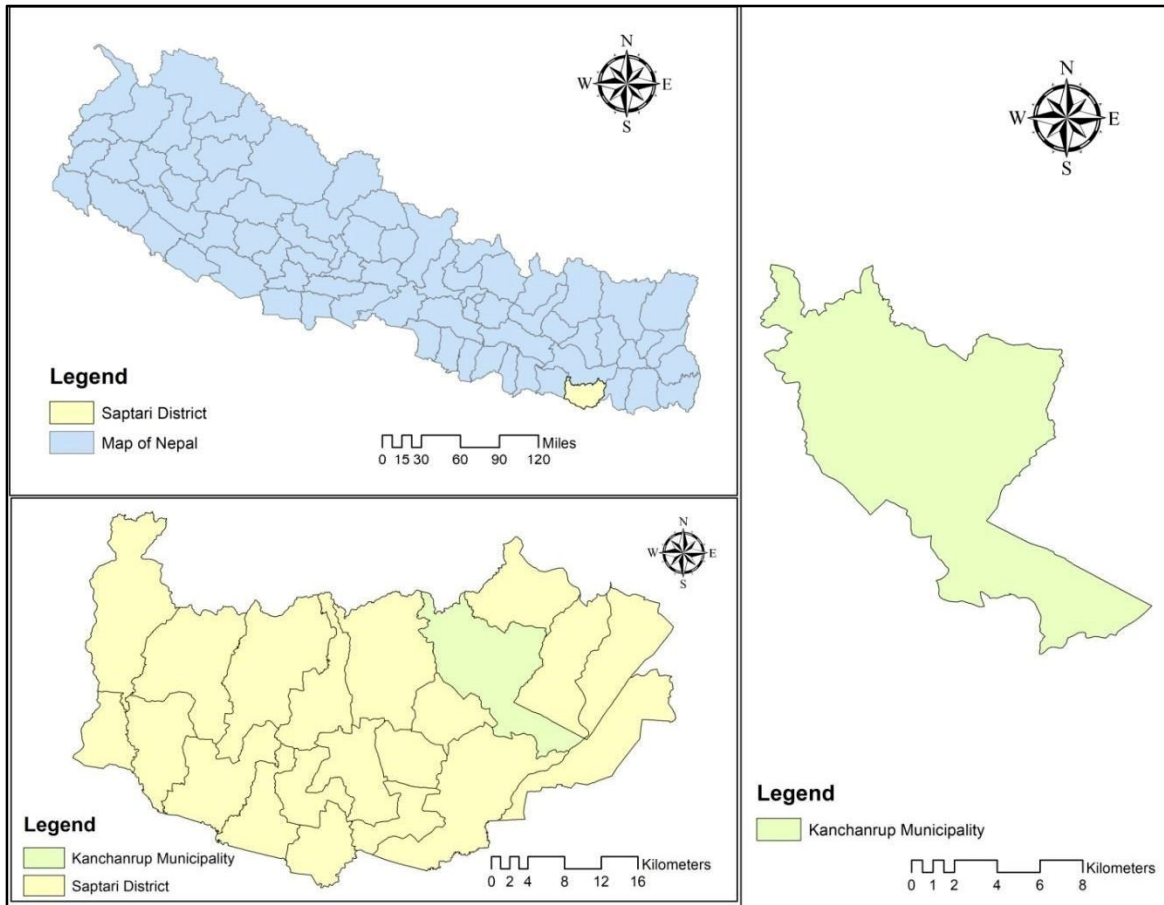 N
W E
S
Legend
Saptari District
Map of Nepal
Miles
0 15 30 60 90 120
N
W E
S
Legend
Kanchanrup Municipality
Saptari District
Kilometers
0 2 4 8 12 16
N
W E
S
Legend
Kanchanrup Municipality
Kilometers
0 1 2 4 6 8